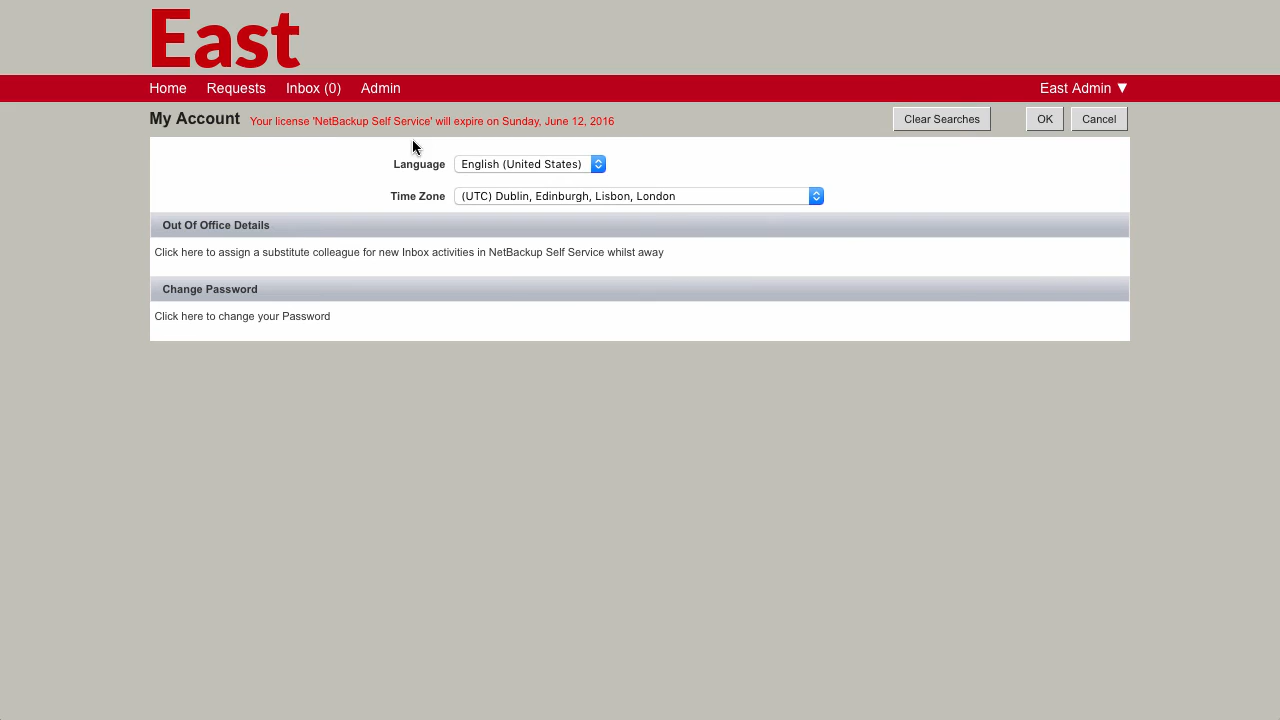 East
Home Requests Inbox (0) Admin East Admin ▼
My Account Your license 'NetBackup Self Service' will expire on Sunday, June 12, 2016 Clear Searches OK Cancel
Language English (United States)
Time Zone (UTC) Dublin, Edinburgh, Lisbon, London
Out Of Office Details
Click here to assign a substitute colleague for new Inbox activities in NetBackup Self Service whilst away
Change Password
Click here to change your Password